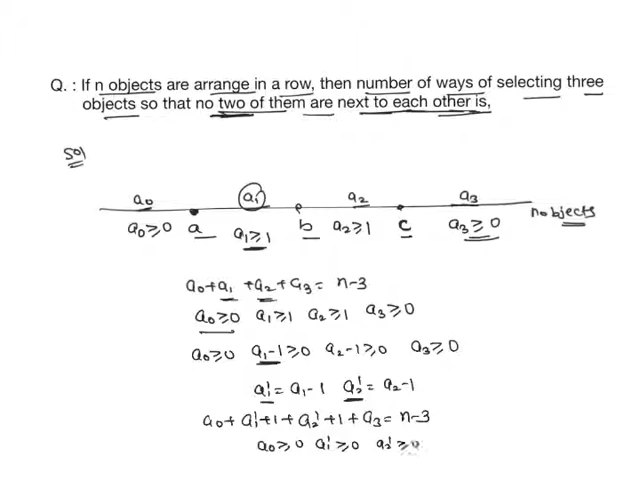 Q. : If n objects are arrange in a row, then number of ways of selecting three
objects so that no two of them are next to each other is,
Sol
a0 a1 a2 a3
n objects
a0≥0 a a1≥1 b a2≥1 c a3≥0
a0+a1+a2+a3= n-3
a0≥0 a1≥1 a2≥1 a3≥0
a0≥0 a1-1≥0 a2-1≥0 a3≥0
a1'=a1-1 a2'=a2-1
a0+a1'+1+a2'+1+a3=n-3
a0≥0 a1'≥0 a2'≥0